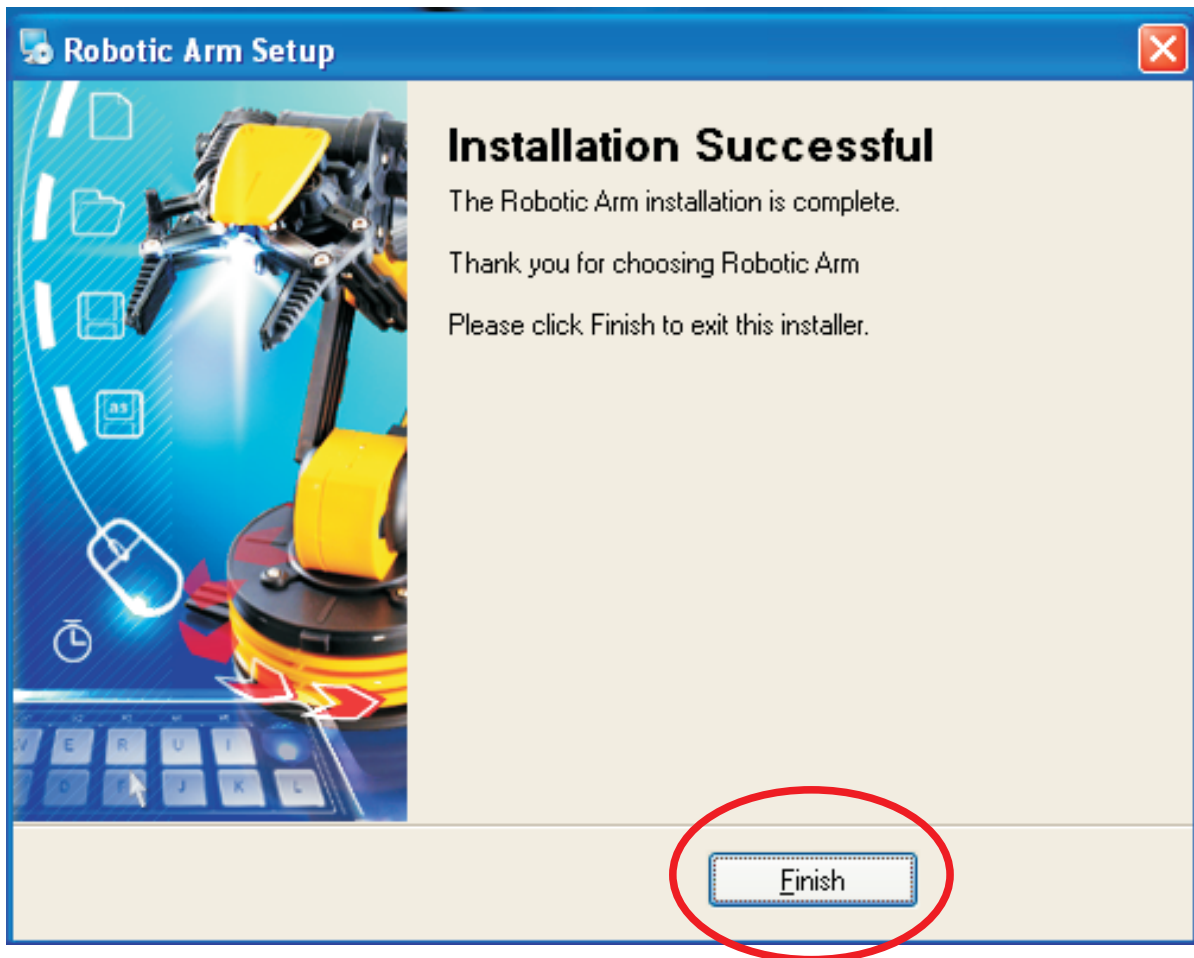 Robotic Arm Setup
Installation Successful
The Robotic Arm installation is complete.
Thank you for choosing Robotic Arm
Please click Finish to exit this installer.
as
E R U I
D F J K L
Finish